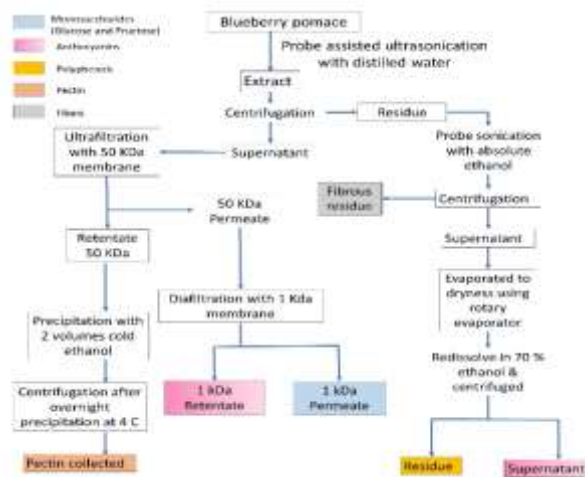 Monosaccharides
(Glucose and Fructose)
Anthocyanins
Polyphenols
Pectin
Fibers
Blueberry pomace
Probe assisted ultrasonication
with distilled water
Extract
Centrifugation
Residue
Supernatant
Ultrafiltration
with 50 KDa
membrane
Probe sonication
with absolute
ethanol
Fibrous
residue
Centrifugation
50 KDa
Permeate
Retentate
50 KDa
Supernatant
Diafiltration with 1 Kda
membrane
Evaporated to
dryness using
rotary
evaporator
Precipitation with
2 volumes cold
ethanol
Redissolve in 70 %
ethanol &
centrifuged
1 kDa
Retentate
1 kDa
Permeate
Centrifugation after
overnight
precipitation at 4 C
Pectin collected
Residue
Supernatant